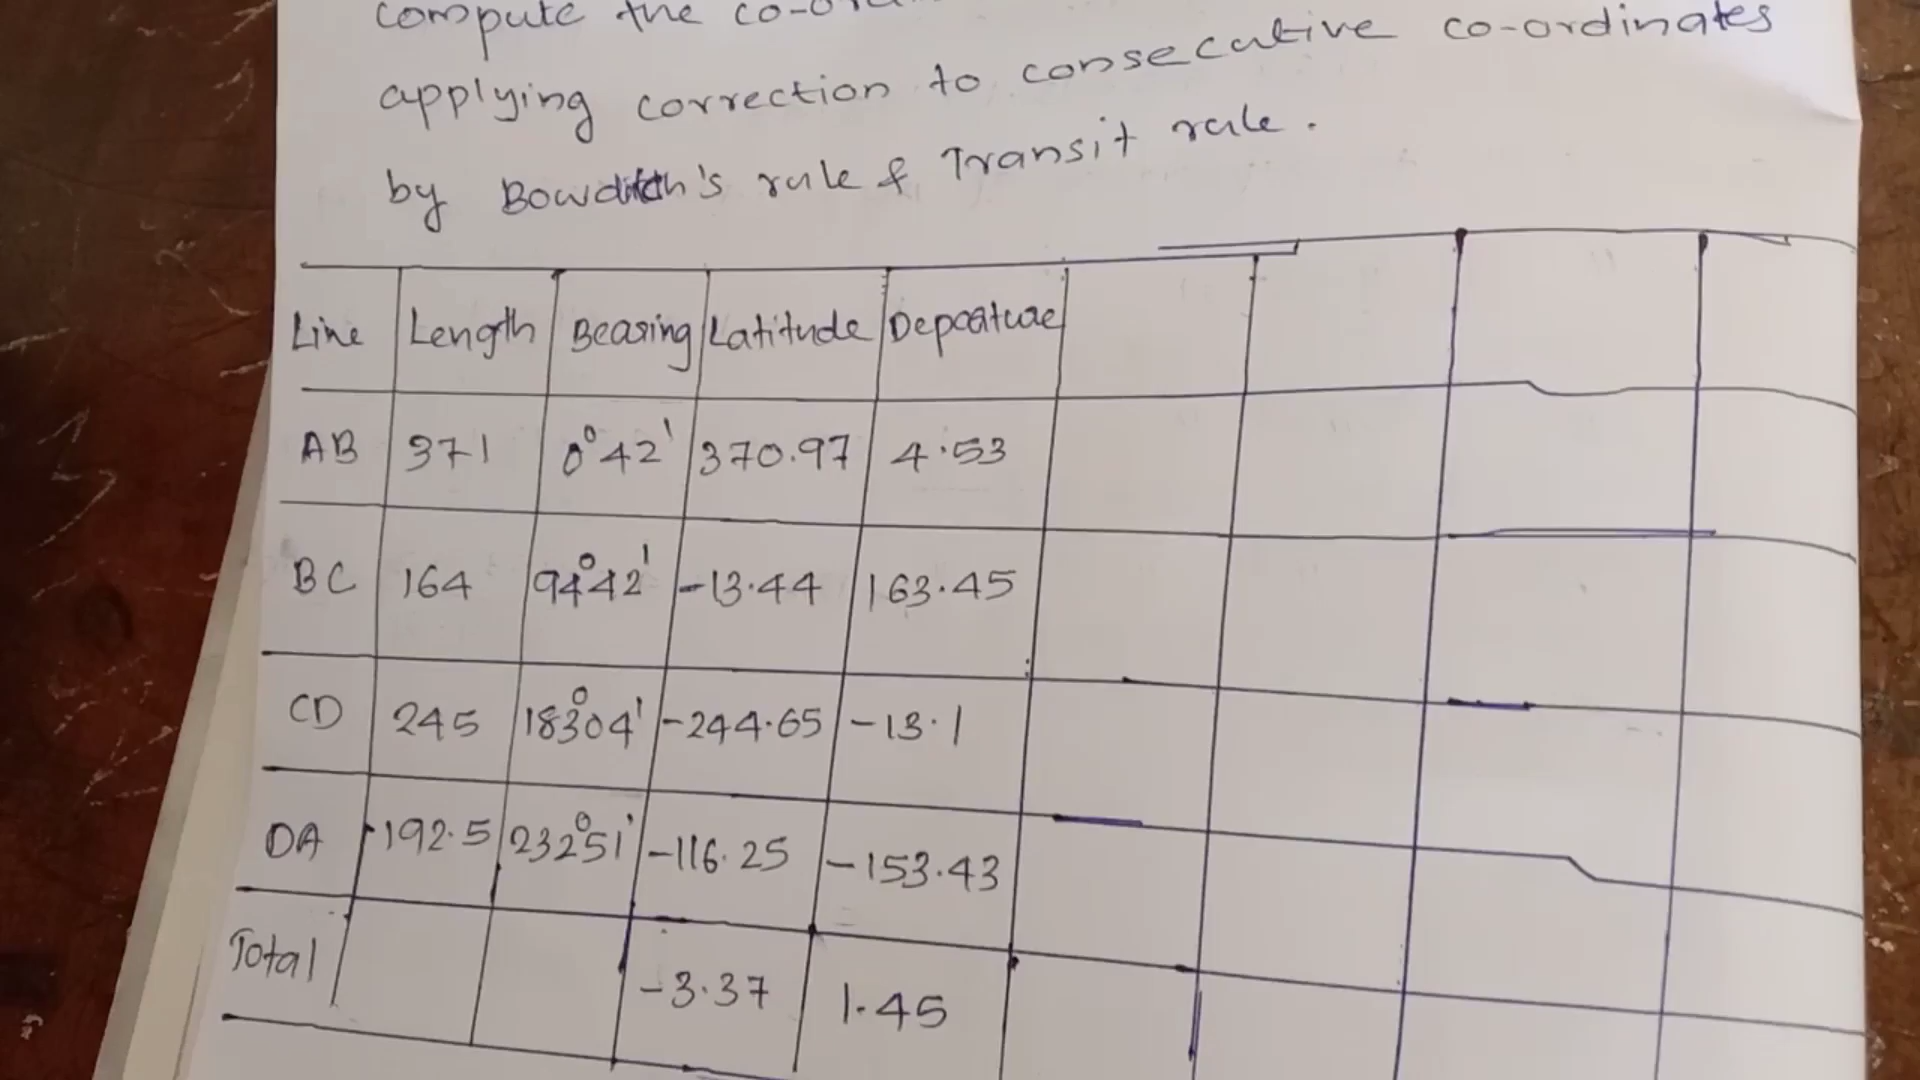 compute the co-
applying correction to consecutive co-ordinates
by Bowditch's rule & Transit rule.
Line Length Bearing Latitude Departure
AB 371 0°42' 370.97 4.53
BC 164 94°42' -13.44 163.45
CD 245 183°04' -244.65 -13.1
DA 192.5 232°51' -116.25 -153.43
Total -3.37 1.45